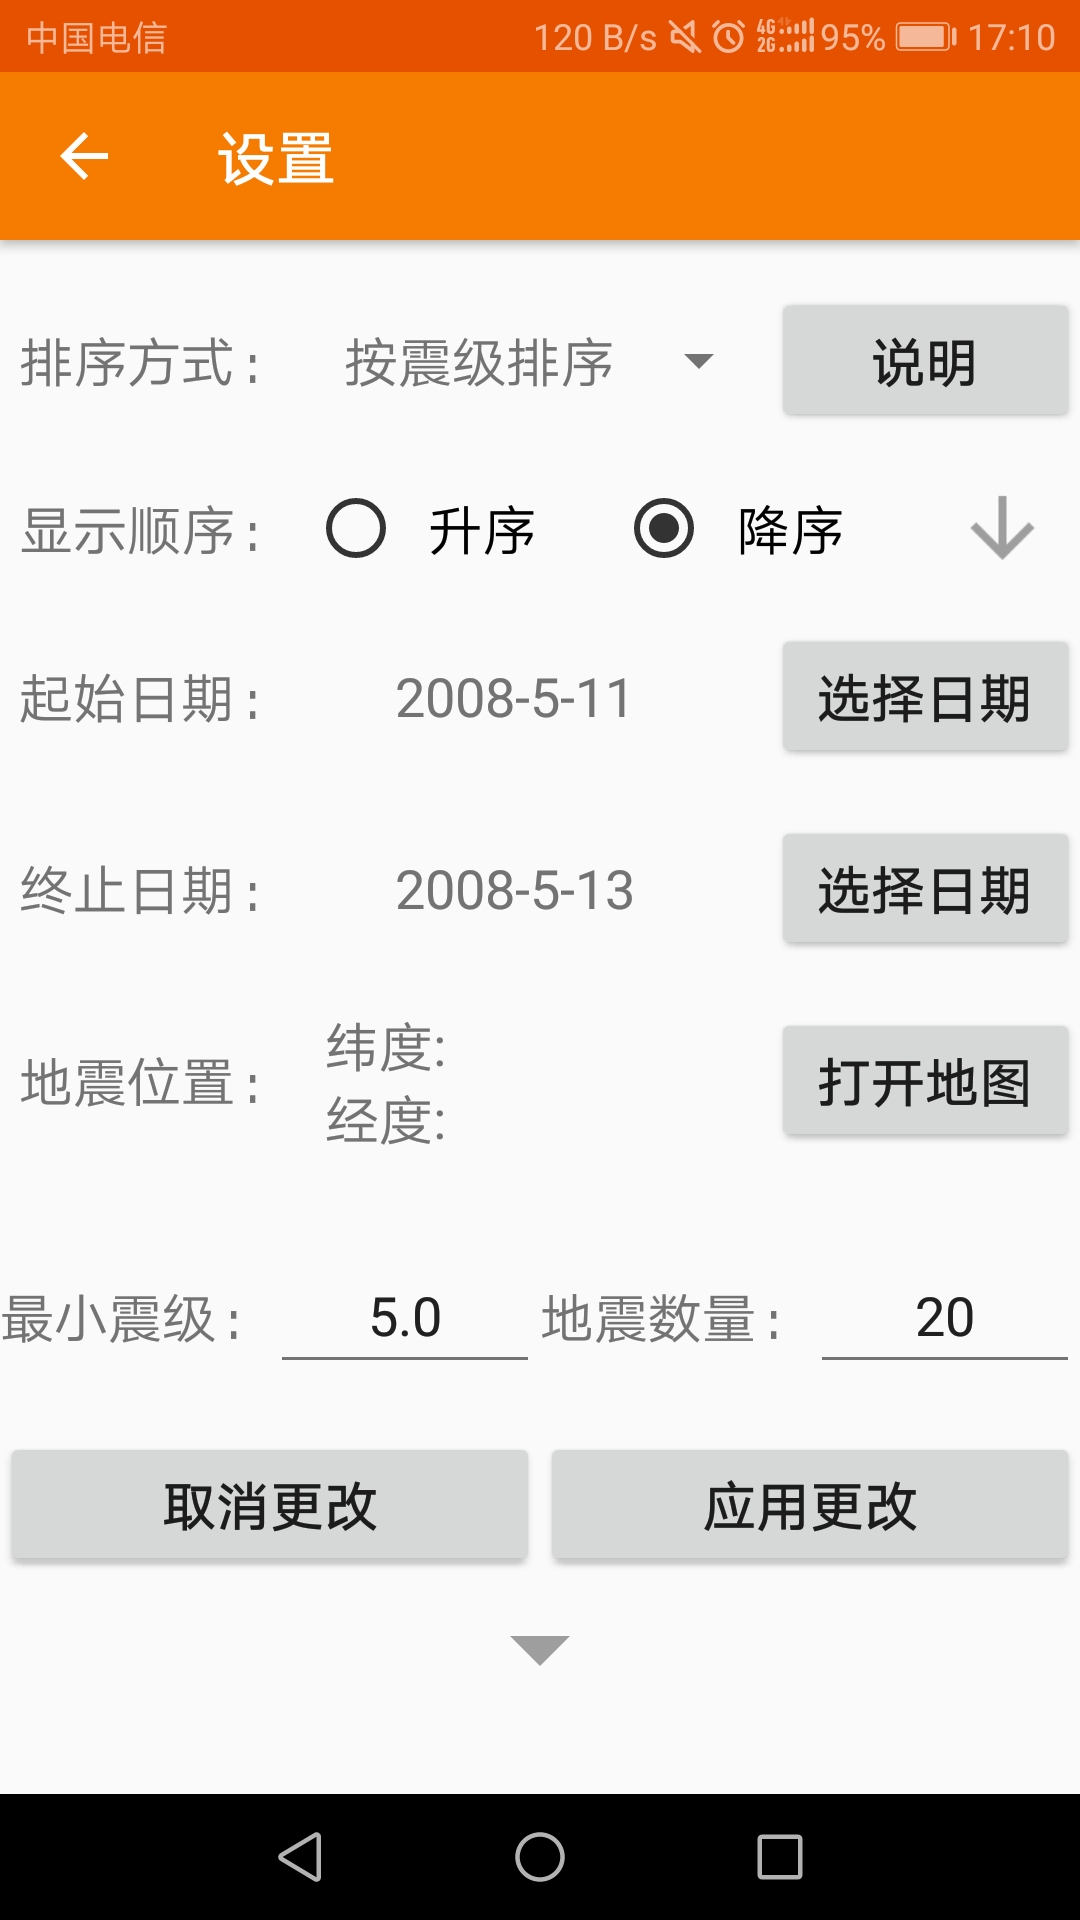 中国电信 120 B/s 4G 2G 95% 17:10
设置
排序方式： 按震级排序 说明
显示顺序： 升序 降序
起始日期： 2008-5-11 选择日期
终止日期： 2008-5-13 选择日期
地震位置： 纬度: 打开地图
经度:
最小震级： 5.0 地震数量： 20
取消更改 应用更改